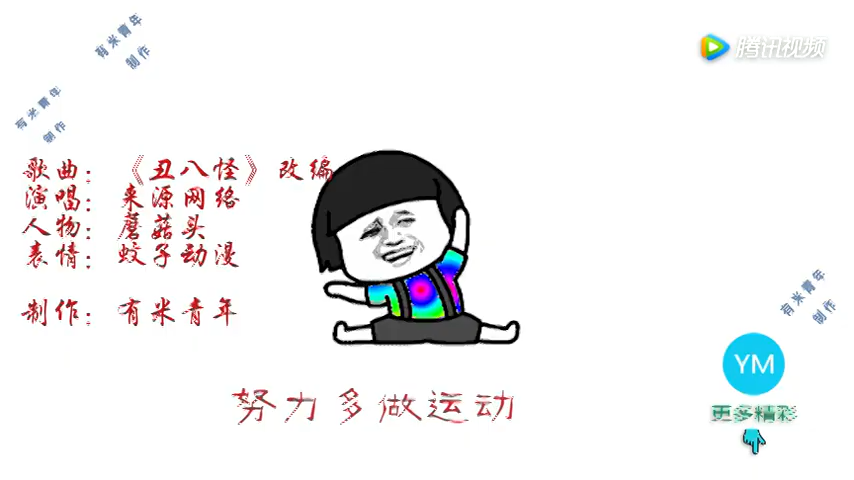 有米青年
制作
腾讯视频
有米青年
制作
歌曲：《丑八怪》改编
演唱：来源网络
人物：蘑菇头
表情：蚊子动漫
制作：有米青年
有米青年
制作
YM
更多精彩
努力多做运动